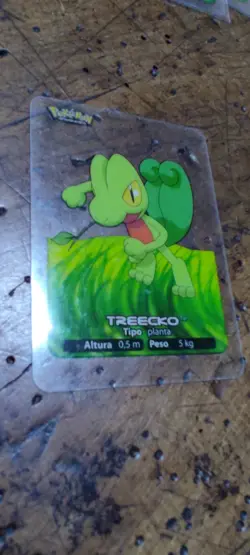 POKÉMON
TREECKO
Tipo planta
Altura 0,5 m Peso 5 kg